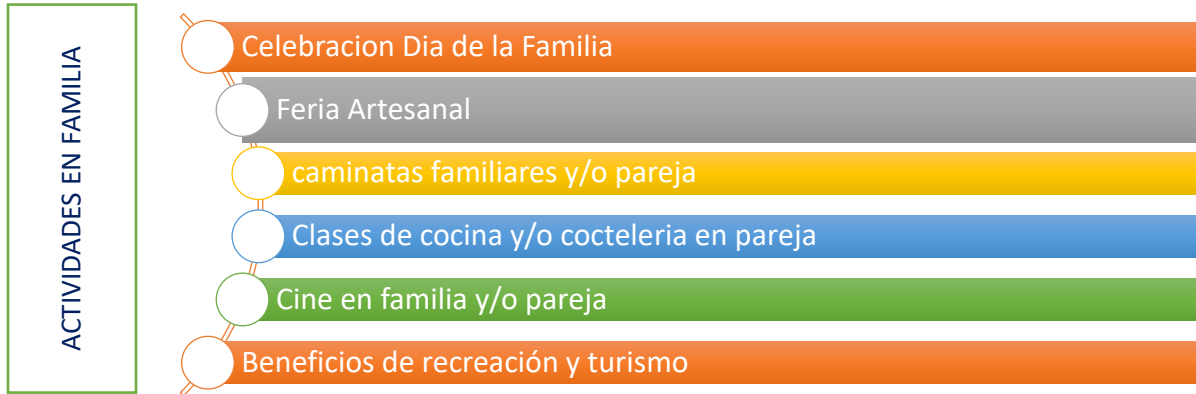 ACTIVIDADES EN FAMILIA
Celebracion Dia de la Familia
Feria Artesanal
caminatas familiares y/o pareja
Clases de cocina y/o cocteleria en pareja
Cine en familia y/o pareja
Beneficios de recreación y turismo